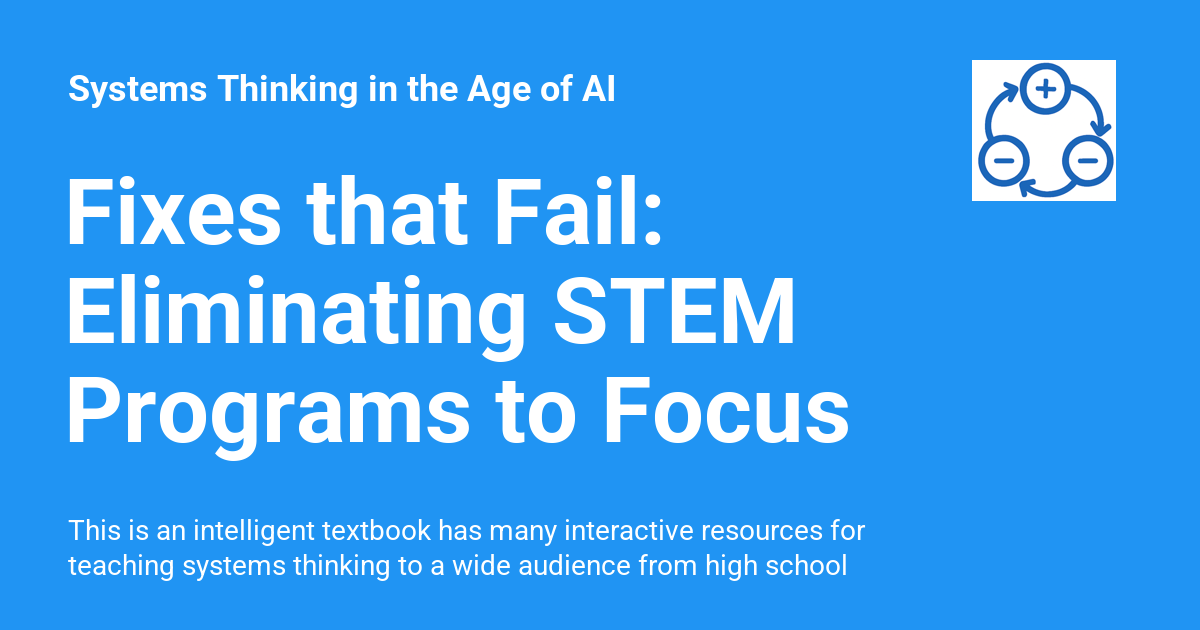 Systems Thinking in the Age of AI
Fixes that Fail:
Eliminating STEM
Programs to Focus
This is an intelligent textbook has many interactive resources for
teaching systems thinking to a wide audience from high school